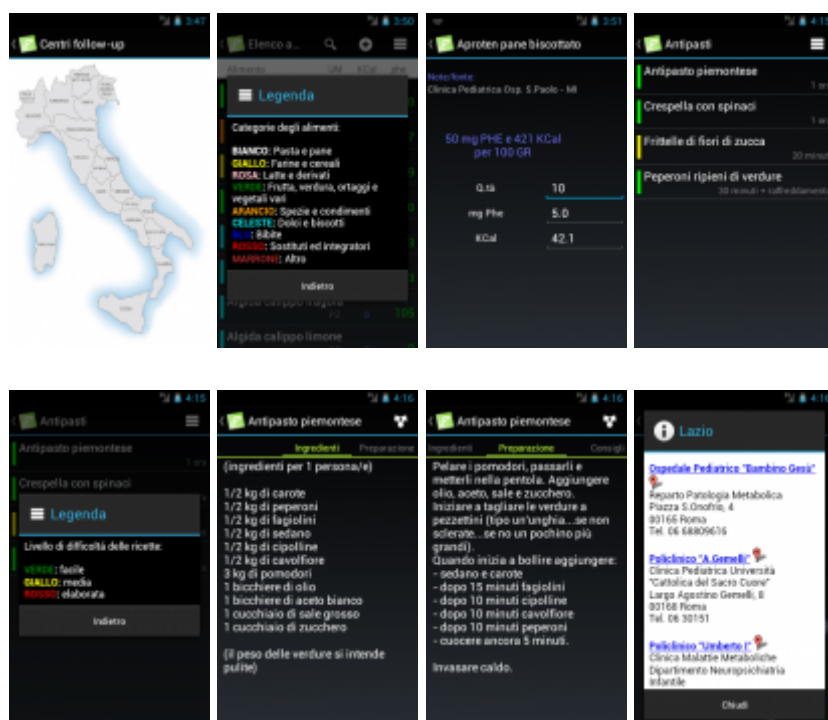 3:47
Centri follow-up
3:50
Elenco a...
Alimento UM KCal phe
Legenda
Categorie degli alimenti:
BIANCO: Pasta e pane
GIALLO: Farine e cereali
ROSA: Latte e derivati
VERDE: Frutta, verdura, ortaggi e
vegetali vari
ARANCIO: Spezie e condimenti
CELESTE: Dolci e biscotti
BLU: Bibite
ROSSO: Sostituti ed integratori
MARRONE: Altro
Indietro
105
Algida calippo limone
3:51
Aproten pane biscottato
Note/fonte:
Clinica Pediatrica Osp. S.Paolo - MI
50 mg PHE e 421 KCal
per 100 GR
Q.tà 10
mg Phe 5.0
KCal 42.1
4:15
Antipasti
Antipasto piemontese
1 ora
Crespella con spinaci
1 ora
Frittelle di fiori di zucca
20 minuti
Peperoni ripieni di verdure
30 minuti + raffreddamento
4:15
Antipasti
Antipasto piemontese
1 ora
Crespella con spinaci
Legenda
Livello di difficoltà delle ricette:
VERDE: facile
GIALLO: media
ROSSO: elaborata
Indietro
4:16
Antipasto piemontese
Ingredienti Preparazione
(ingredienti per 1 persona/e)
1/2 kg di carote
1/2 kg di peperoni
1/2 kg di fagiolini
1/2 kg di sedano
1/2 kg di cipolline
1/2 kg di cavolfiore
3 kg di pomodori
1 bicchiere di olio
1 bicchiere di aceto bianco
1 cucchiaio di sale grosso
1 cucchiaio di zucchero
(il peso delle verdure si intende
pulite)
4:16
Antipasto piemontese
Ingredienti Preparazione Consigli
Pelare i pomodori, passarli e
metterli nella pentola. Aggiungere
olio, aceto, sale e zucchero.
Iniziare a tagliare le verdure a
pezzettini (tipo un'unghia...se non
sclerate...se no un pochino più
grandi).
Quando inizia a bollire aggiungere:
- sedano e carote
- dopo 15 minuti fagiolini
- dopo 10 minuti cipolline
- dopo 10 minuti cavolfiore
- dopo 10 minuti peperoni
- cuocere ancora 5 minuti.
Invasare caldo.
4:16
Lazio
Ospedale Pediatrico "Bambino Gesù"
Reparto Patologia Metabolica
Piazza S.Onofrio, 4
00165 Roma
Tel. 06 68809616
Policlinico "A.Gemelli"
Clinica Pediatrica Università
"Cattolica del Sacro Cuore"
Largo Agostino Gemelli, 8
00168 Roma
Tel. 06 30151
Policlinico "Umberto I"
Clinica Malattie Metaboliche
Dipartimento Neuropsichiatria
Infantile
Chiudi